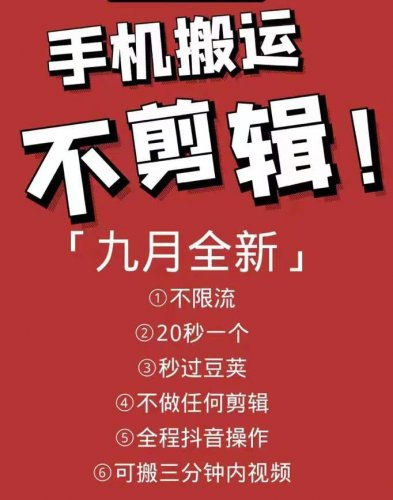 手机搬运
不剪辑！
「九月全新」
①不限流
②20秒一个
③秒过豆荚
④不做任何剪辑
⑤全程抖音操作
⑥可搬三分钟内视频